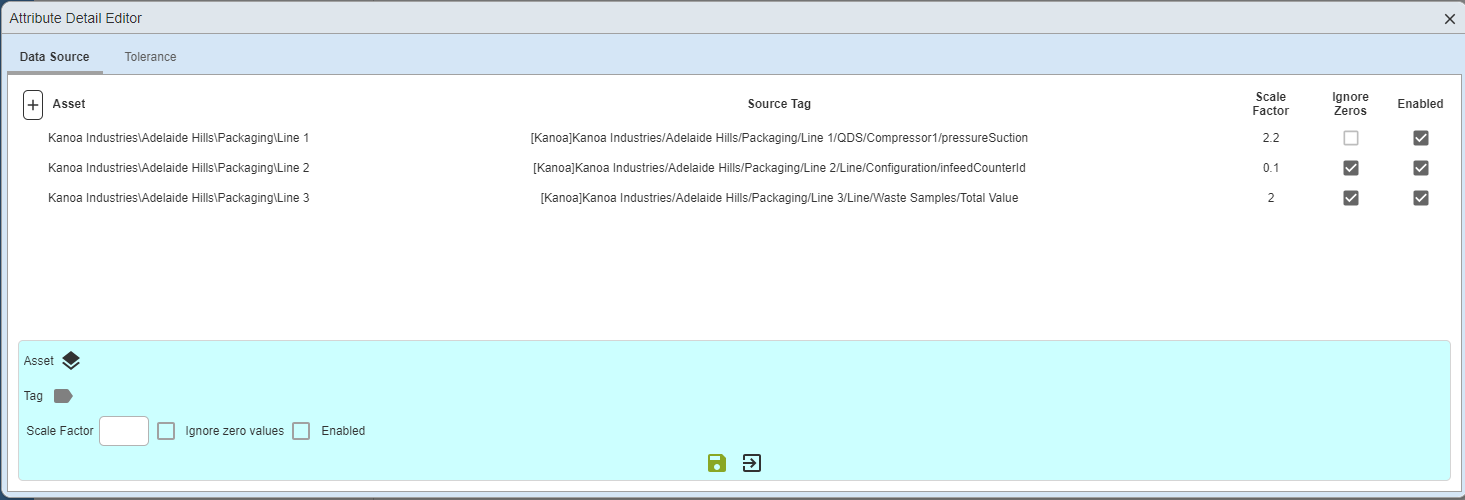 Attribute Detail Editor
Data Source Tolerance
Asset Source Tag Scale Factor Ignore Zeros Enabled
Kanoa Industries\Adelaide Hills\Packaging\Line 1 [Kanoa]Kanoa Industries/Adelaide Hills/Packaging/Line 1/QDS/Compressor1/pressureSuction 2.2
Kanoa Industries\Adelaide Hills\Packaging\Line 2 [Kanoa]Kanoa Industries/Adelaide Hills/Packaging/Line 2/Line/Configuration/infeedCounterId 0.1
Kanoa Industries\Adelaide Hills\Packaging\Line 3 [Kanoa]Kanoa Industries/Adelaide Hills/Packaging/Line 3/Line/Waste Samples/Total Value 2
Asset
Tag
Scale Factor Ignore zero values Enabled